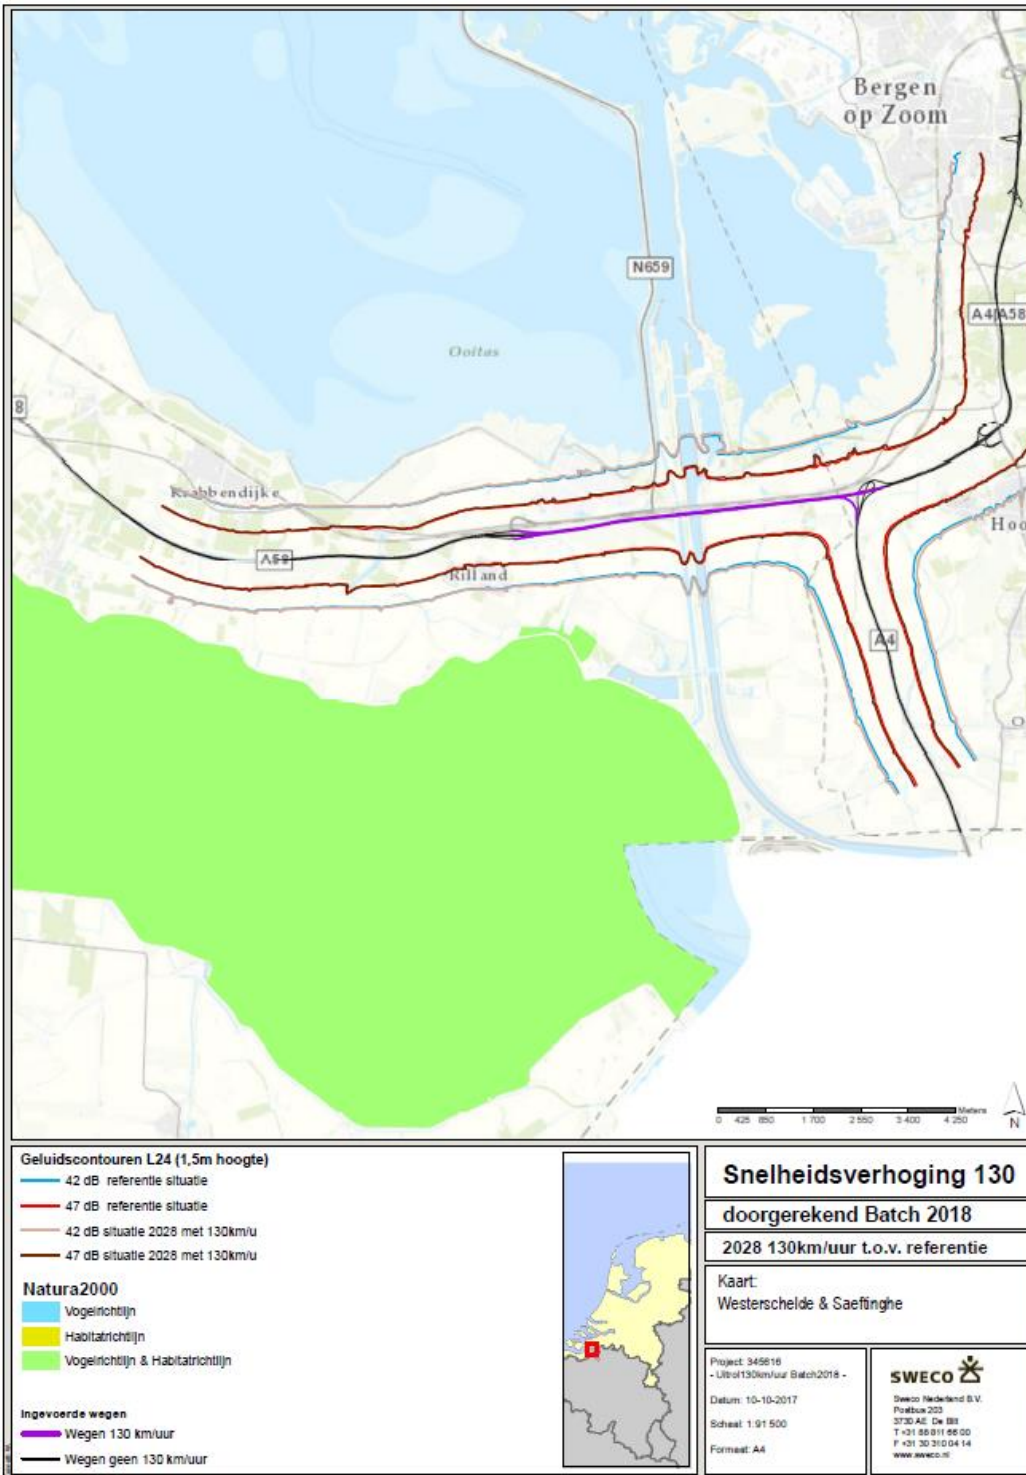 Bergen
op Zoom
N659
A4/A58
Ooitas
8
Krabbendijke
A58
Rilland
Hoo
A4
O
Meters
0 425 850 1 700 2 550 3 400 4 250
N
Geluidscontouren L24 (1,5m hoogte)
42 dB referentie situatie
47 dB referentie situatie
42 dB situatie 2028 met 130km/u
47 dB situatie 2028 met 130km/u
Natura2000
Vogelrichtlijn
Habitatrichtlijn
Vogelrichtlijn & Habitatrichtlijn
Ingevoerde wegen
Wegen 130 km/uur
Wegen geen 130 km/uur
Snelheidsverhoging 130
doorgerekend Batch 2018
2028 130km/uur t.o.v. referentie
Kaart:
Westerschelde & Saeftinghe
Project: 345616
- Uitrol130km/uur Batch2018 -
Datum: 10-10-2017
Schaal: 1:91 500
Formaat: A4
SWECO
Sweco Nederland B.V.
Postbus 203
3730 AE De Bilt
T +31 88 811 66 00
F +31 30 310 04 14
www.sweco.nl